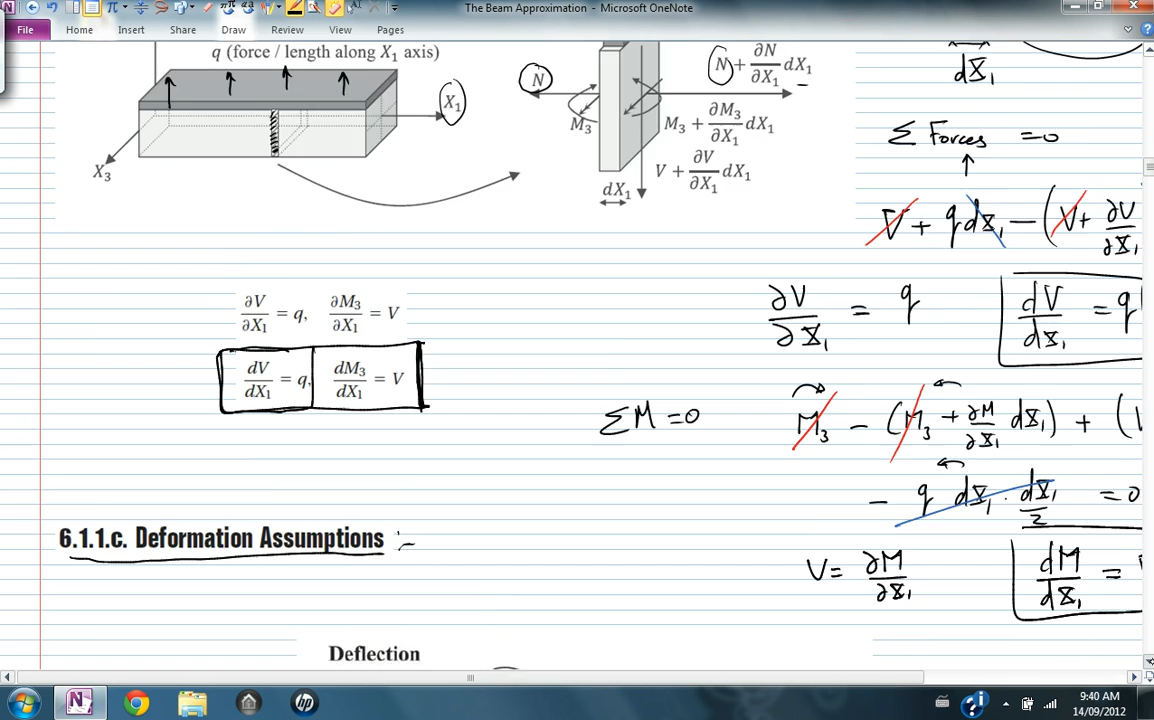 The Beam Approximation - Microsoft OneNote
File Home Insert Share Draw Review View Pages
q (force / length along X₁ axis)
X₁
X₃
N
N + ∂N/∂X₁ dX₁
M₃
M₃ + ∂M₃/∂X₁ dX₁
V + ∂V/∂X₁ dX₁
dX₁
dX₁
Σ Forces = 0
V + q dX₁ − (V + ∂V/∂X₁
∂V/∂X₁ = q, ∂M₃/∂X₁ = V
dV/dX₁ = q, dM₃/dX₁ = V
∂V/∂X₁ = q
dV/dX₁ = q
ΣM = 0
M₃ − (M₃ + ∂M/∂X₁ dX₁) + (
− q dX₁ · dX₁/2 = 0
V = ∂M/∂X₁
dM/dX₁ =
6.1.1.c. Deformation Assumptions :-
Deflection
9:40 AM
14/09/2012